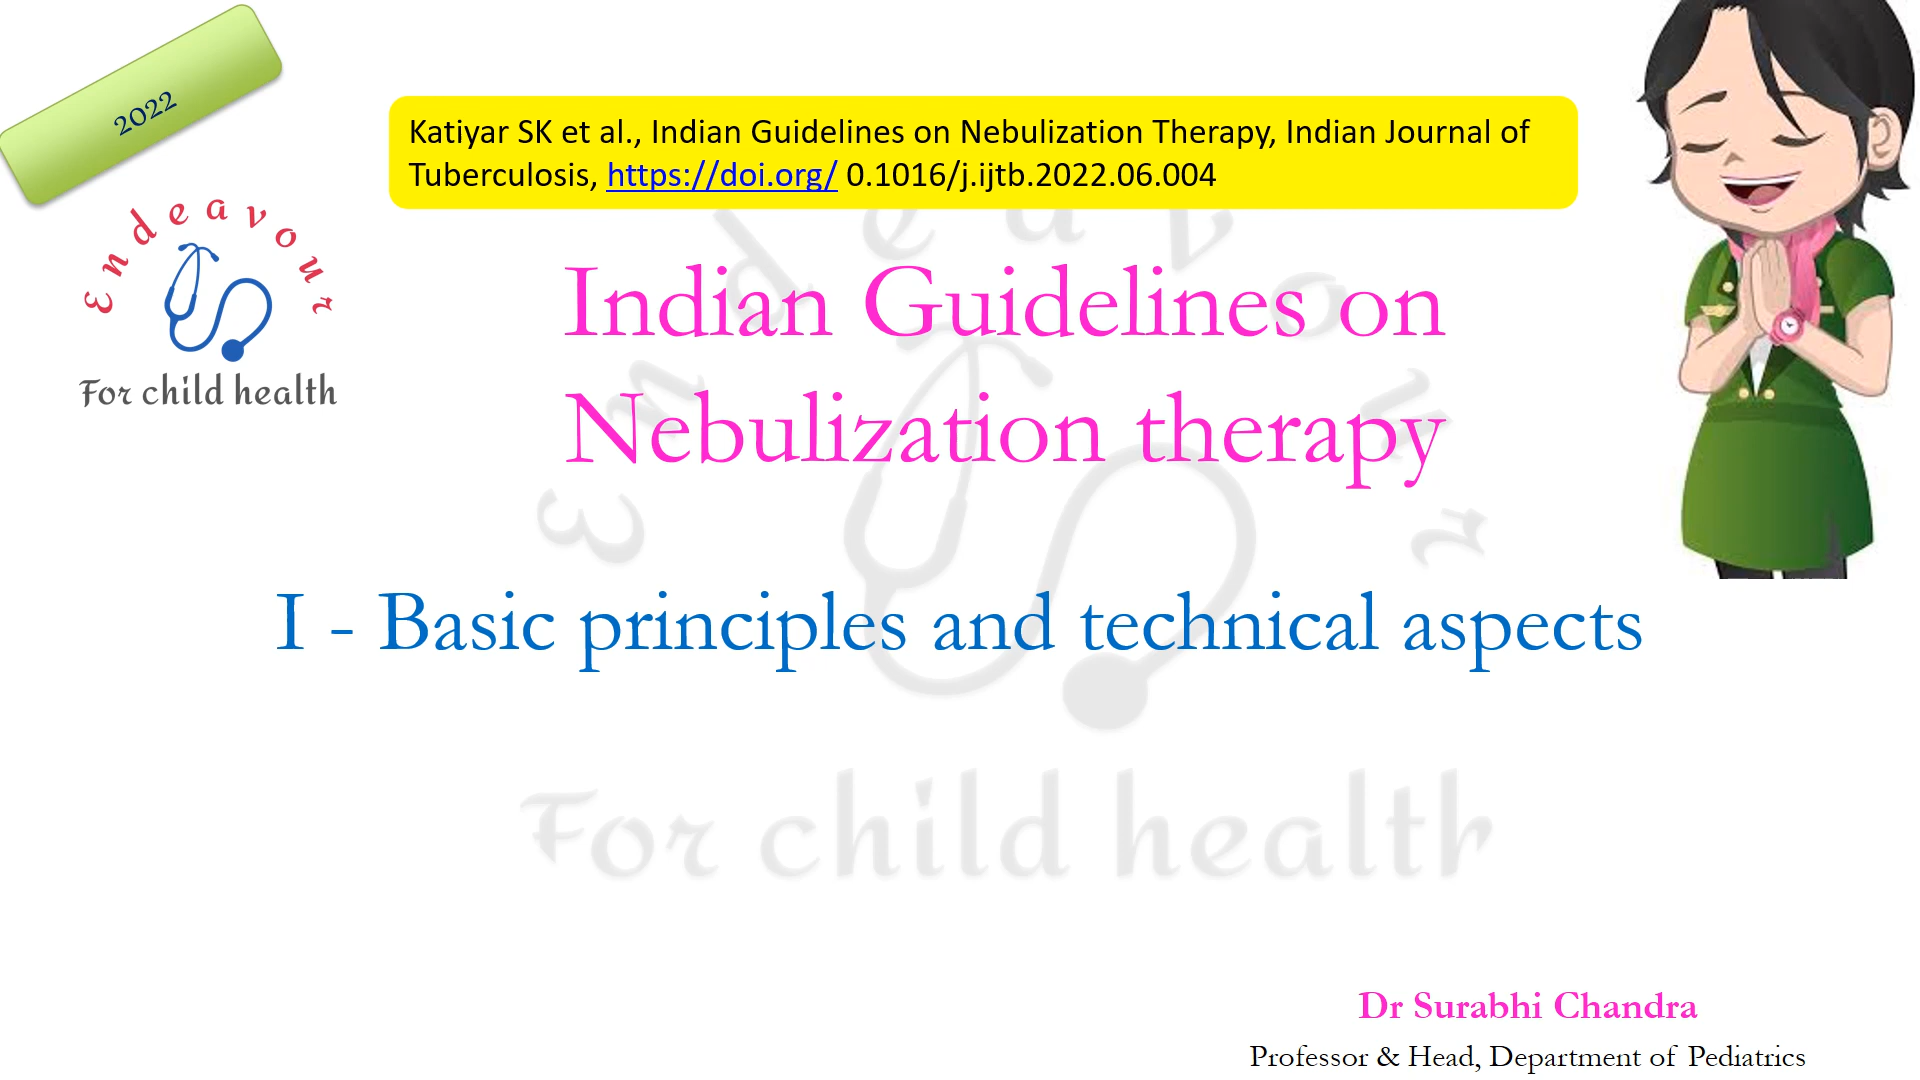 2022
Katiyar SK et al., Indian Guidelines on Nebulization Therapy, Indian Journal of
Tuberculosis, https://doi.org/ 0.1016/j.ijtb.2022.06.004
Endeavour
For child health
Indian Guidelines on
Nebulization therapy
I - Basic principles and technical aspects
Endeavour
For child health
Dr Surabhi Chandra
Professor & Head, Department of Pediatrics